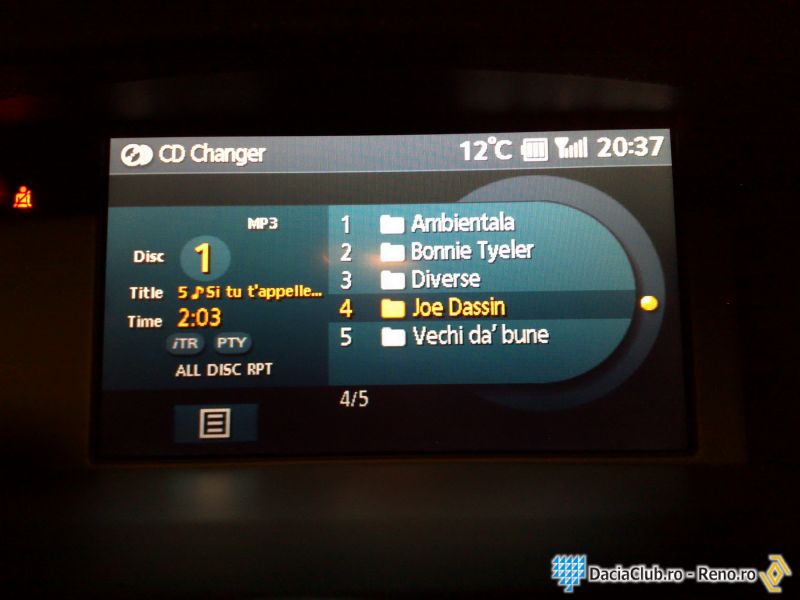 CD Changer 12°C 20:37
MP3
Disc 1
Title 5 Si tu t'appelle...
Time 2:03
iTR PTY
ALL DISC RPT
1 Ambientala
2 Bonnie Tyeler
3 Diverse
4 Joe Dassin
5 Vechi da' bune
4/5
DaciaClub.ro - Reno.ro